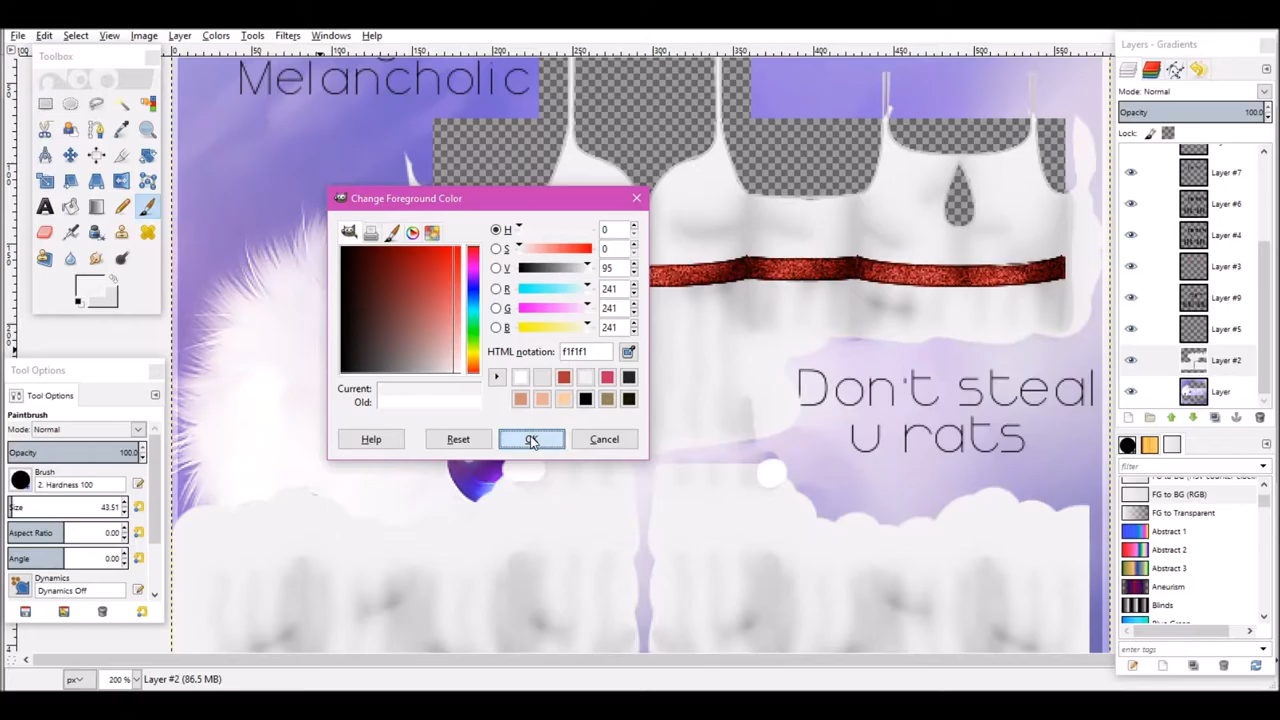 File Edit Select View Image Layer Colors Tools Filters Windows Help
Toolbox
Melancholic
Layers - Gradients
Mode: Normal
Opacity 100.0
Lock:
Layer #7
Layer #6
Layer #4
Layer #3
Layer #9
Layer #5
Layer #2
Layer
Change Foreground Color
H 0
S 0
V 95
R 241
G 241
B 241
HTML notation: f1f1f1
Current:
Old:
Help Reset OK Cancel
Don't steal
u rats
Tool Options
Tool Options
Paintbrush
Mode: Normal
Opacity 100.0
Brush
2. Hardness 100
Size 43.51
Aspect Ratio 0.00
Angle 0.00
Dynamics
Dynamics Off
filter
FG to BG (RGB)
FG to Transparent
Abstract 1
Abstract 2
Abstract 3
Aneurism
Blinds
enter tags
px 200 % Layer #2 (86.5 MB)